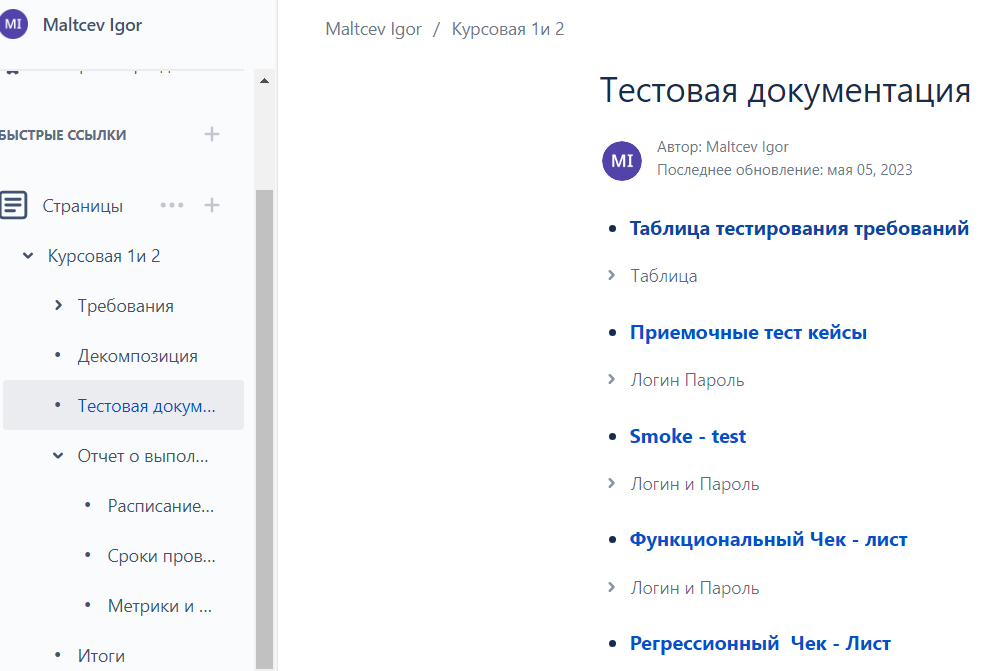 MI Maltcev Igor
БЫСТРЫЕ ССЫЛКИ
Страницы
Курсовая 1и 2
Требования
Декомпозиция
Тестовая докум...
Отчет о выпол...
Расписание...
Сроки пров...
Метрики и ...
Итоги
Maltcev Igor / Курсовая 1и 2
Тестовая документация
MI
Автор: Maltcev Igor
Последнее обновление: мая 05, 2023
Таблица тестирования требований
Таблица
Приемочные тест кейсы
Логин Пароль
Smoke - test
Логин и Пароль
Функциональный Чек - лист
Логин и Пароль
Регрессионный Чек - Лист